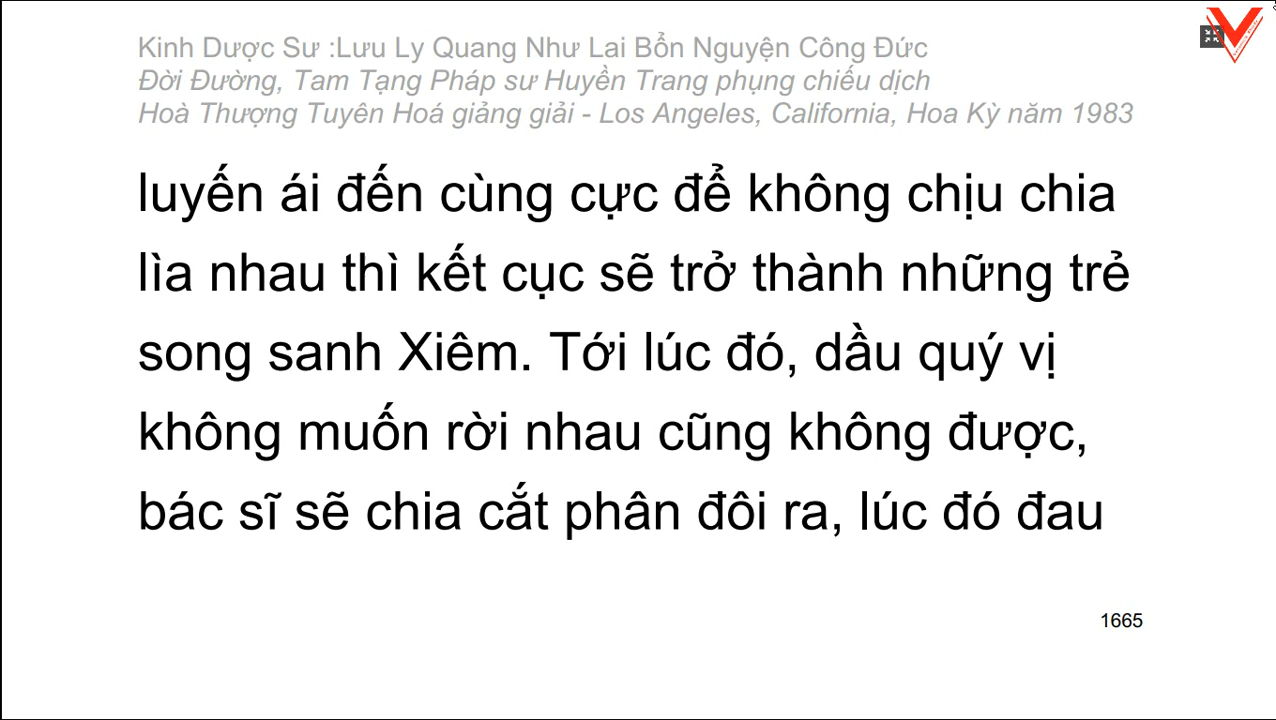 Kinh Dược Sư :Lưu Ly Quang Như Lai Bổn Nguyện Công Đức
Đời Đường, Tam Tạng Pháp sư Huyền Trang phụng chiếu dịch
Hoà Thượng Tuyên Hoá giảng giải - Los Angeles, California, Hoa Kỳ năm 1983
luyến ái đến cùng cực để không chịu chia
lìa nhau thì kết cục sẽ trở thành những trẻ
song sanh Xiêm. Tới lúc đó, dầu quý vị
không muốn rời nhau cũng không được,
bác sĩ sẽ chia cắt phân đôi ra, lúc đó đau
1665